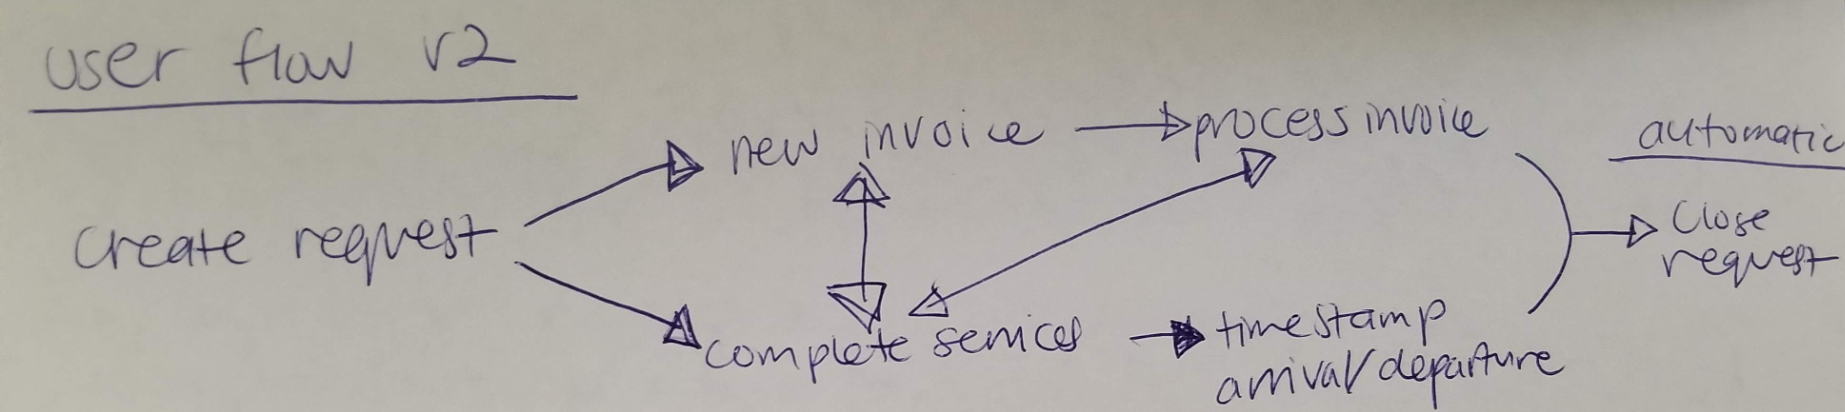 user flow v2
new invoice
process invoice
automatic
create request
close
request
complete services
timestamp
arrival/departure